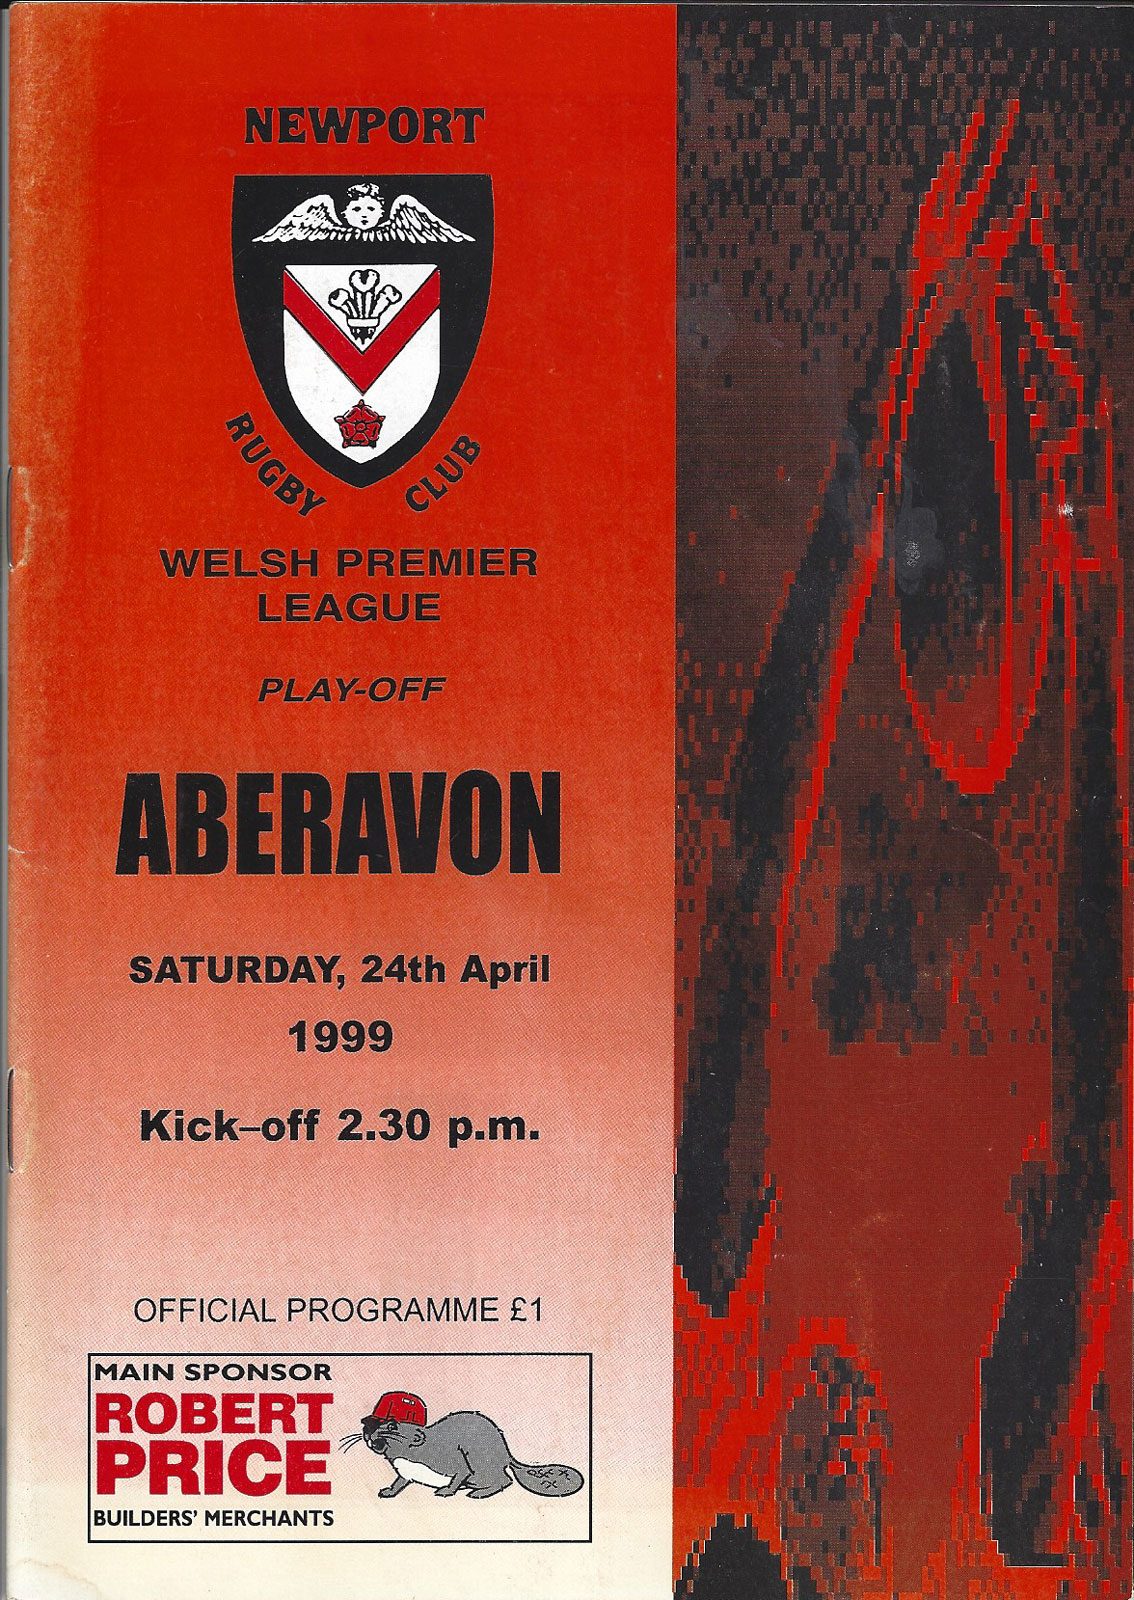 NEWPORT
RUGBY CLUB
WELSH PREMIER
LEAGUE
PLAY-OFF
ABERAVON
SATURDAY, 24th April
1999
Kick–off 2.30 p.m.
OFFICIAL PROGRAMME £1
MAIN SPONSOR
ROBERT
PRICE
BUILDERS' MERCHANTS